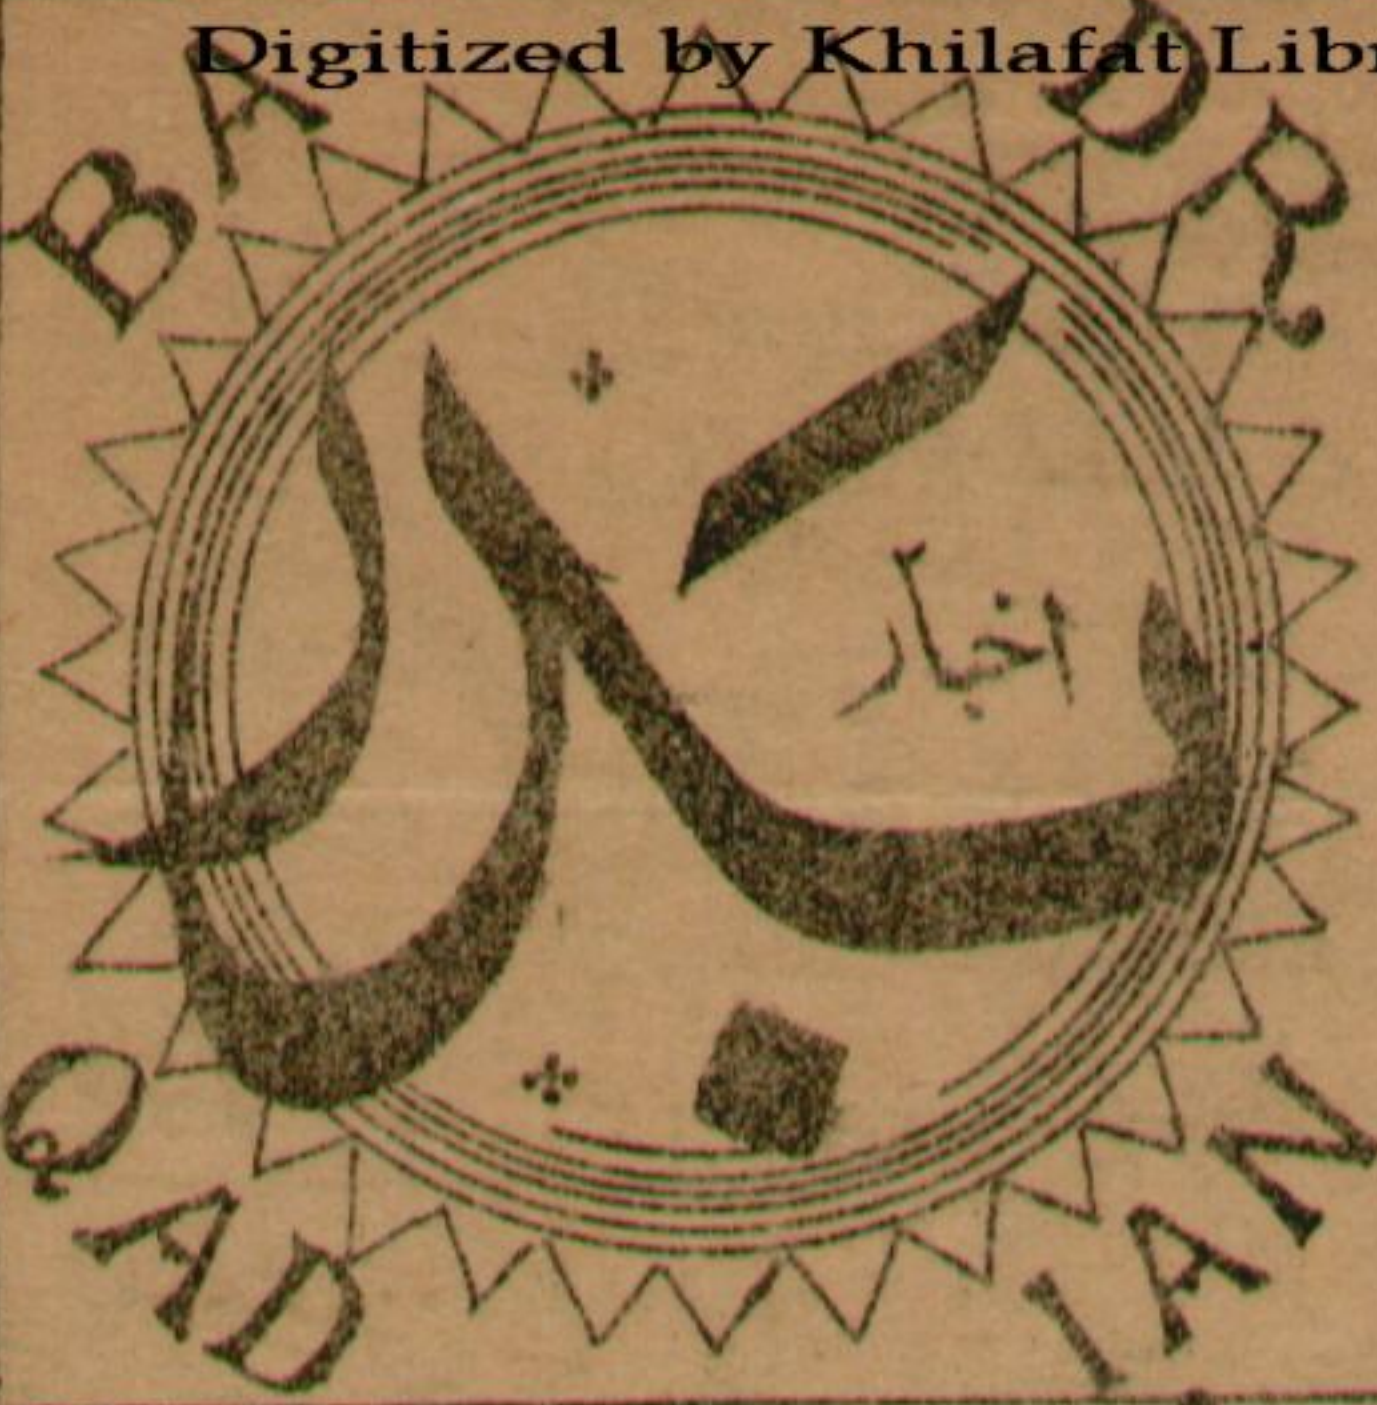 Digitized by Khilafat Libr
BADR
اخبار
بدر
QADIAN